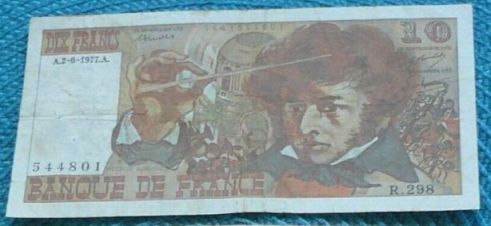 DIX FRANCS
10
A.2-6-1977.A.
544801
R.298
BANQUE DE FRANCE